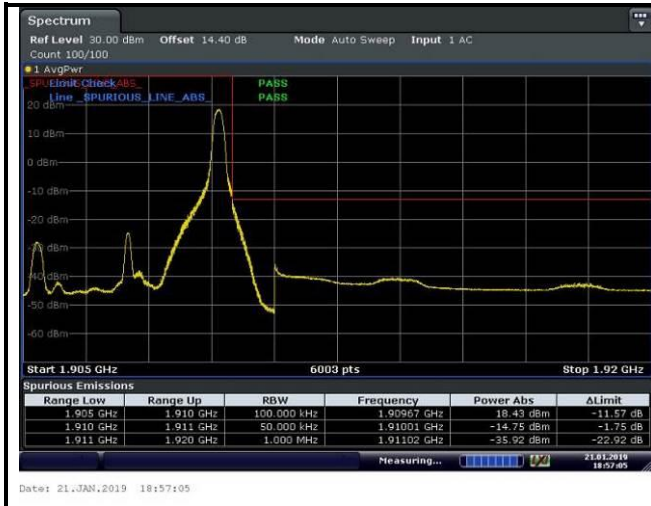 Spectrum
Ref Level 30.00 dBm Offset 14.40 dB Mode Auto Sweep Input 1 AC
Count 100/100
1 AvgPwr
Limit Check PASS
Line _SPURIOUS_LINE_ABS_ PASS
20 dBm
10 dBm
0 dBm
-10 dBm
-20 dBm
-40 dBm
-50 dBm
-60 dBm
Start 1.905 GHz 6003 pts Stop 1.92 GHz
Spurious Emissions
Range Low Range Up RBW Frequency Power Abs ΔLimit
1.905 GHz 1.910 GHz 100.000 kHz 1.90967 GHz 18.43 dBm -11.57 dB
1.910 GHz 1.911 GHz 50.000 kHz 1.91001 GHz -14.75 dBm -1.75 dB
1.911 GHz 1.920 GHz 1.000 MHz 1.91102 GHz -35.92 dBm -22.92 dB
Measuring... 21.01.2019
18:57:05
Date: 21.JAN.2019 18:57:05